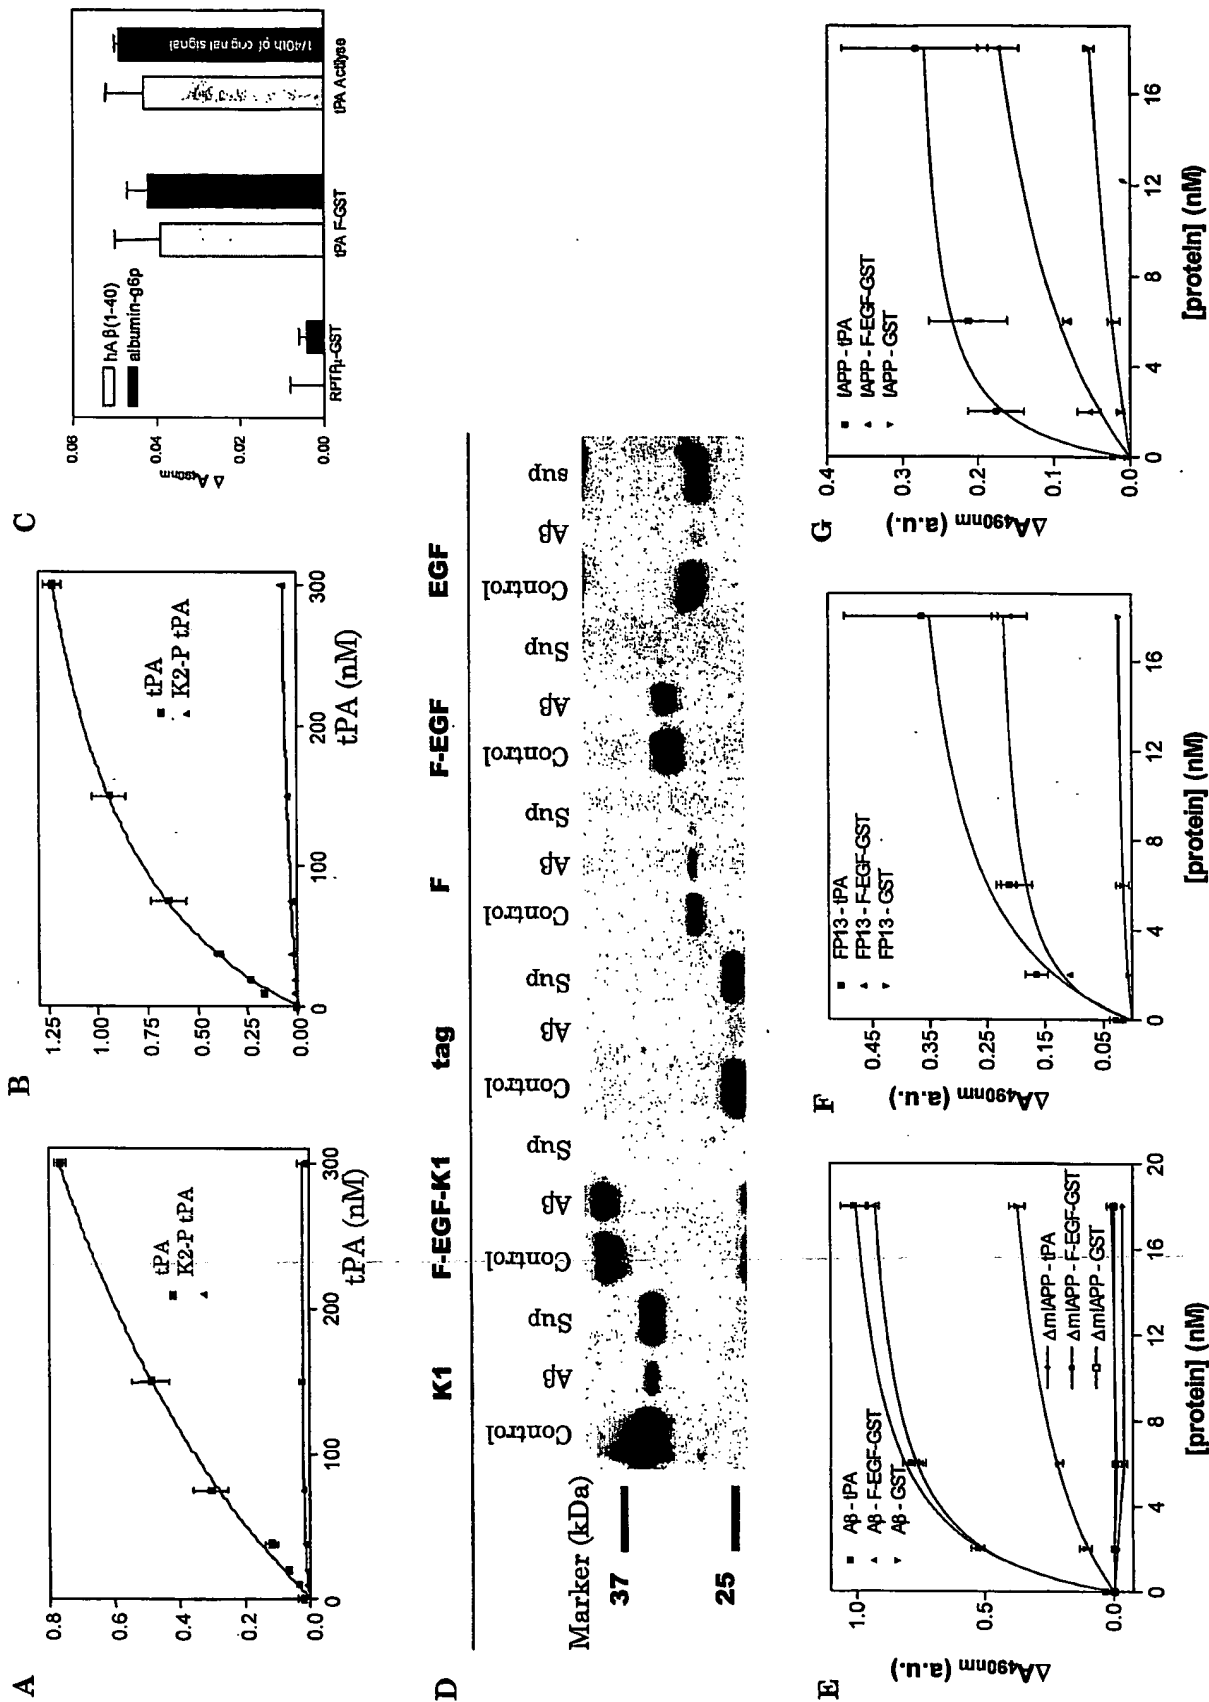 A
0.8
0.6
0.4
0.2
0.0
0
100
200
300
tPA
K2-P tPA
tPA (nM)
B
1.25
1.00
0.75
0.50
0.25
0.00
0
100
200
300
tPA
K2-P tPA
tPA (nM)
C
0.06
0.04
0.02
0.00
Δ A490nm
hAβ(1-40)
albumin-g6p
1/40th of original signal
RPTPμ-GST
tPA F-GST
tPA Actilyse
D
K1
F-EGF-K1
tag
F
F-EGF
EGF
Control
Aβ
Sup
Control
Aβ
Sup
Control
Aβ
Sup
Control
Aβ
Sup
Control
Aβ
Sup
Control
Aβ
sup
Marker (kDa)
37
25
E
1.0
0.5
0.0
ΔA490nm (a.u.)
Aβ - tPA
Aβ - F-EGF-GST
Aβ - GST
ΔmIAPP - tPA
ΔmIAPP - F-EGF-GST
ΔmIAPP - GST
0
4
8
12
16
20
[protein] (nM)
F
0.45
0.35
0.25
0.15
0.05
ΔA490nm (a.u.)
FP13 - tPA
FP13 - F-EGF-GST
FP13 - GST
0
4
8
12
16
[protein] (nM)
G
0.4
0.3
0.2
0.1
0.0
ΔA490nm (a.u.)
IAPP - tPA
IAPP - F-EGF-GST
IAPP - GST
0
4
8
12
16
[protein] (nM)